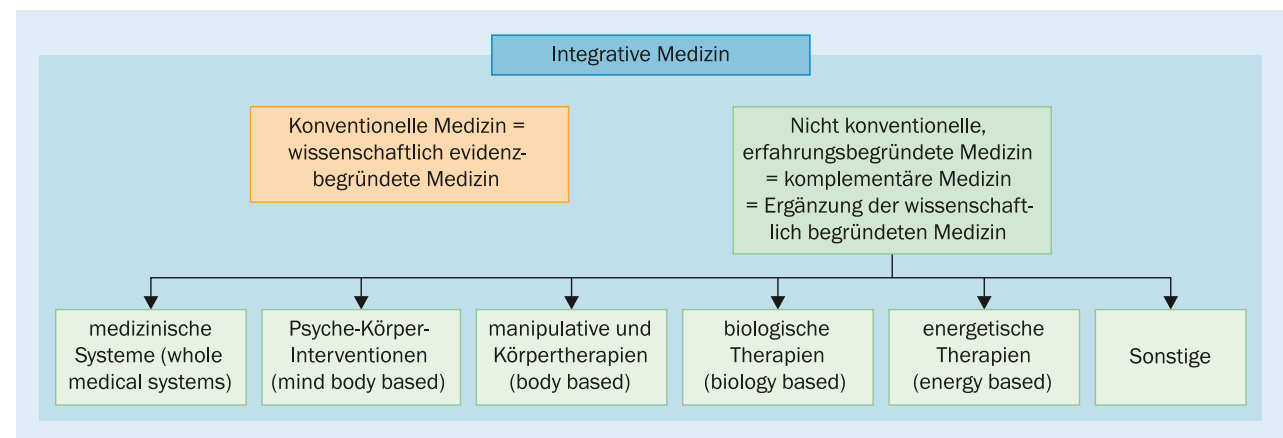 Integrative Medizin
Konventionelle Medizin =
wissenschaftlich evidenz-
begründete Medizin
Nicht konventionelle,
erfahrungsbegründete Medizin
= komplementäre Medizin
= Ergänzung der wissenschaft-
lich begründeten Medizin
medizinische
Systeme (whole
medical systems)
Psyche-Körper-
Interventionen
(mind body based)
manipulative und
Körpertherapien
(body based)
biologische
Therapien
(biology based)
energetische
Therapien
(energy based)
Sonstige